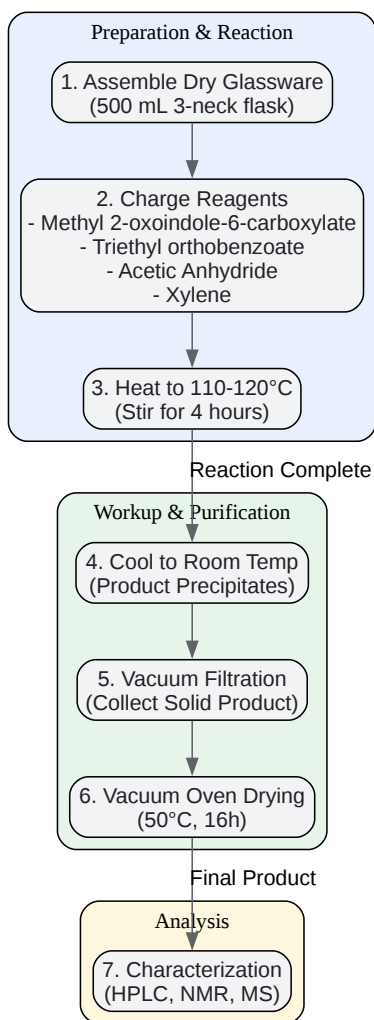 Preparation & Reaction
1. Assemble Dry Glassware
(500 mL 3-neck flask)
2. Charge Reagents
- Methyl 2-oxoindole-6-carboxylate
- Triethyl orthobenzoate
- Acetic Anhydride
- Xylene
3. Heat to 110-120°C
(Stir for 4 hours)
Reaction Complete
Workup & Purification
4. Cool to Room Temp
(Product Precipitates)
5. Vacuum Filtration
(Collect Solid Product)
6. Vacuum Oven Drying
(50°C, 16h)
Final Product
Analysis
7. Characterization
(HPLC, NMR, MS)